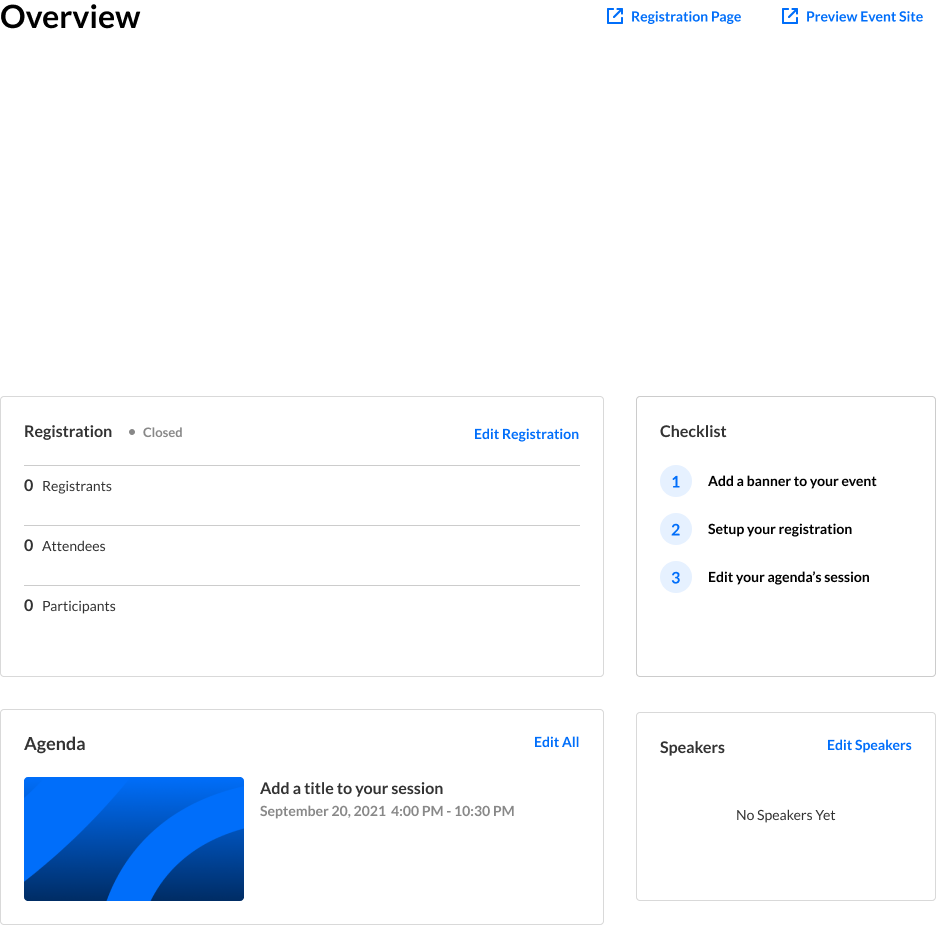 Overview
Registration Page
Preview Event Site
Registration • Closed
Edit Registration
0 Registrants
0 Attendees
0 Participants
Checklist
1 Add a banner to your event
2 Setup your registration
3 Edit your agenda’s session
Agenda
Edit All
Add a title to your session
September 20, 2021 4:00 PM - 10:30 PM
Speakers
Edit Speakers
No Speakers Yet